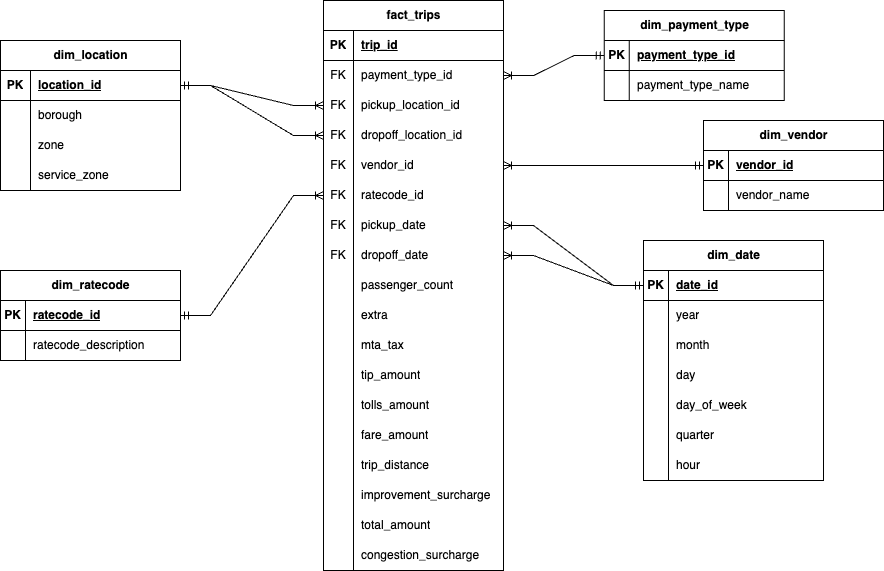 dim_location
PK location_id
borough
zone
service_zone
dim_ratecode
PK ratecode_id
ratecode_description
fact_trips
PK trip_id
FK payment_type_id
FK pickup_location_id
FK dropoff_location_id
FK vendor_id
FK ratecode_id
FK pickup_date
FK dropoff_date
passenger_count
extra
mta_tax
tip_amount
tolls_amount
fare_amount
trip_distance
improvement_surcharge
total_amount
congestion_surcharge
dim_payment_type
PK payment_type_id
payment_type_name
dim_vendor
PK vendor_id
vendor_name
dim_date
PK date_id
year
month
day
day_of_week
quarter
hour